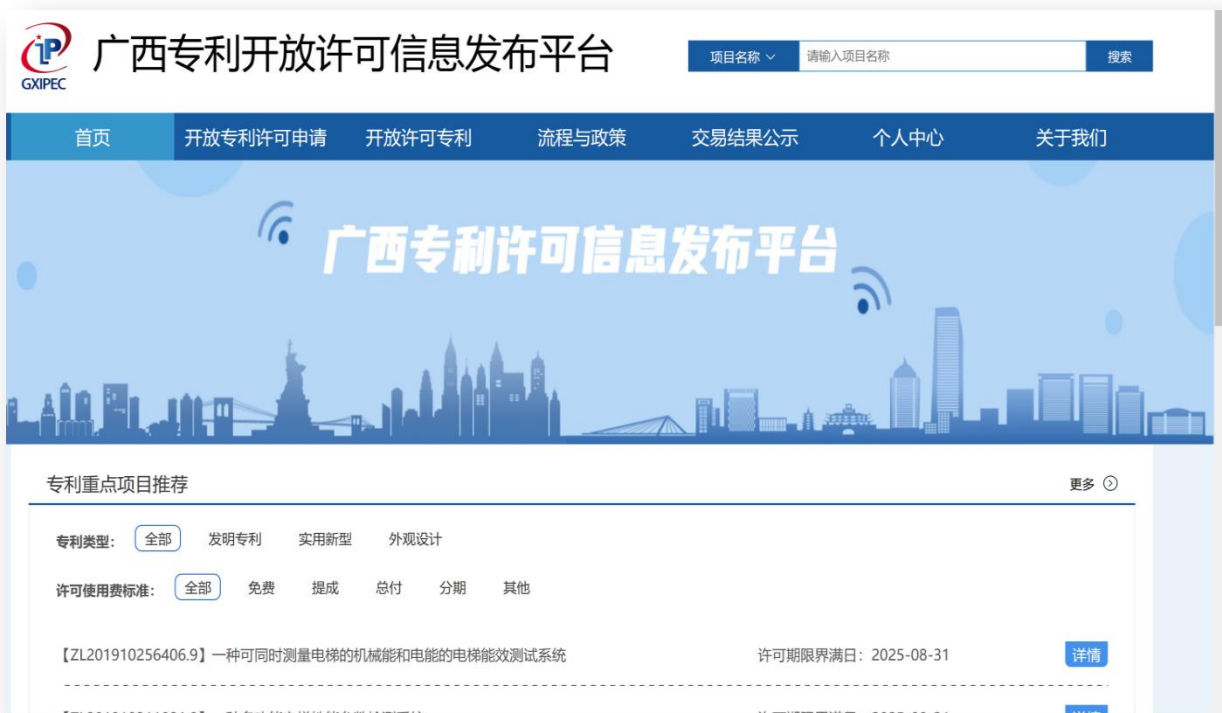 iP
GXIPEC
广西专利开放许可信息发布平台
项目名称 请输入项目名称 搜索
首页 开放专利许可申请 开放许可专利 流程与政策 交易结果公示 个人中心 关于我们
广西专利许可信息发布平台
专利重点项目推荐 更多
专利类型： 全部 发明专利 实用新型 外观设计
许可使用费标准： 全部 免费 提成 总付 分期 其他
【ZL201910256406.9】一种可同时测量电梯的机械能和电能的电梯能效测试系统 许可期限界满日：2025-08-31 详情